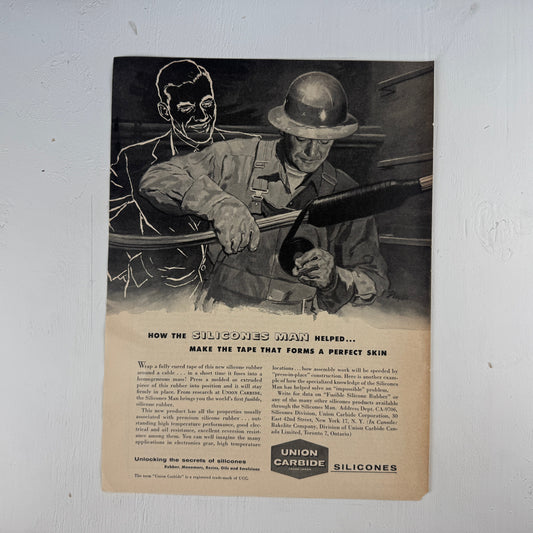 HOW THE SILICONES MAN HELPED...
MAKE THE TAPE THAT FORMS A PERFECT SKIN
Wrap a fully cured tape of this new silicone rubber
around a cable . . . in a short time it fuses into a
homogeneous mass! Press a molded or extruded
piece of this rubber into position and it will stay
firmly in place! From research at UNION CARBIDE,
the Silicones Man brings you the world's first fusible,
silicone rubber.
This new product has all the properties usually
associated with premium silicone rubber . . . out-
standing high temperature performance, good elec-
trical and oil resistance, excellent reversion resist-
ance among them. You can well imagine the many
applications in electronics gear, high temperature
locations . . . how assemble work will be speeded by
"press-in-place" construction. Here is another exam-
ple of how the specialized knowledge of the Silicones
Man has helped solve an "impossible" problem.
Write for data on "Fusible Silicone Rubber" or
any of the many other silicones products available
through the Silicones Man. Address Dept.
Silicones Division, Union Carbide Corporation, 30
East 42nd Street, New York 17, N. Y. (In Canada:
Bakelite Company, Division of Union Carbide Can-
ada Limited, Toronto 7, Ontario)
Unlocking the secrets of silicones
Rubber, Monomers, Resins, Oils and Emulsions
The term "Union Carbide" is a registered trade-mark of UCC.
UNION
CARBIDE
SILICONES